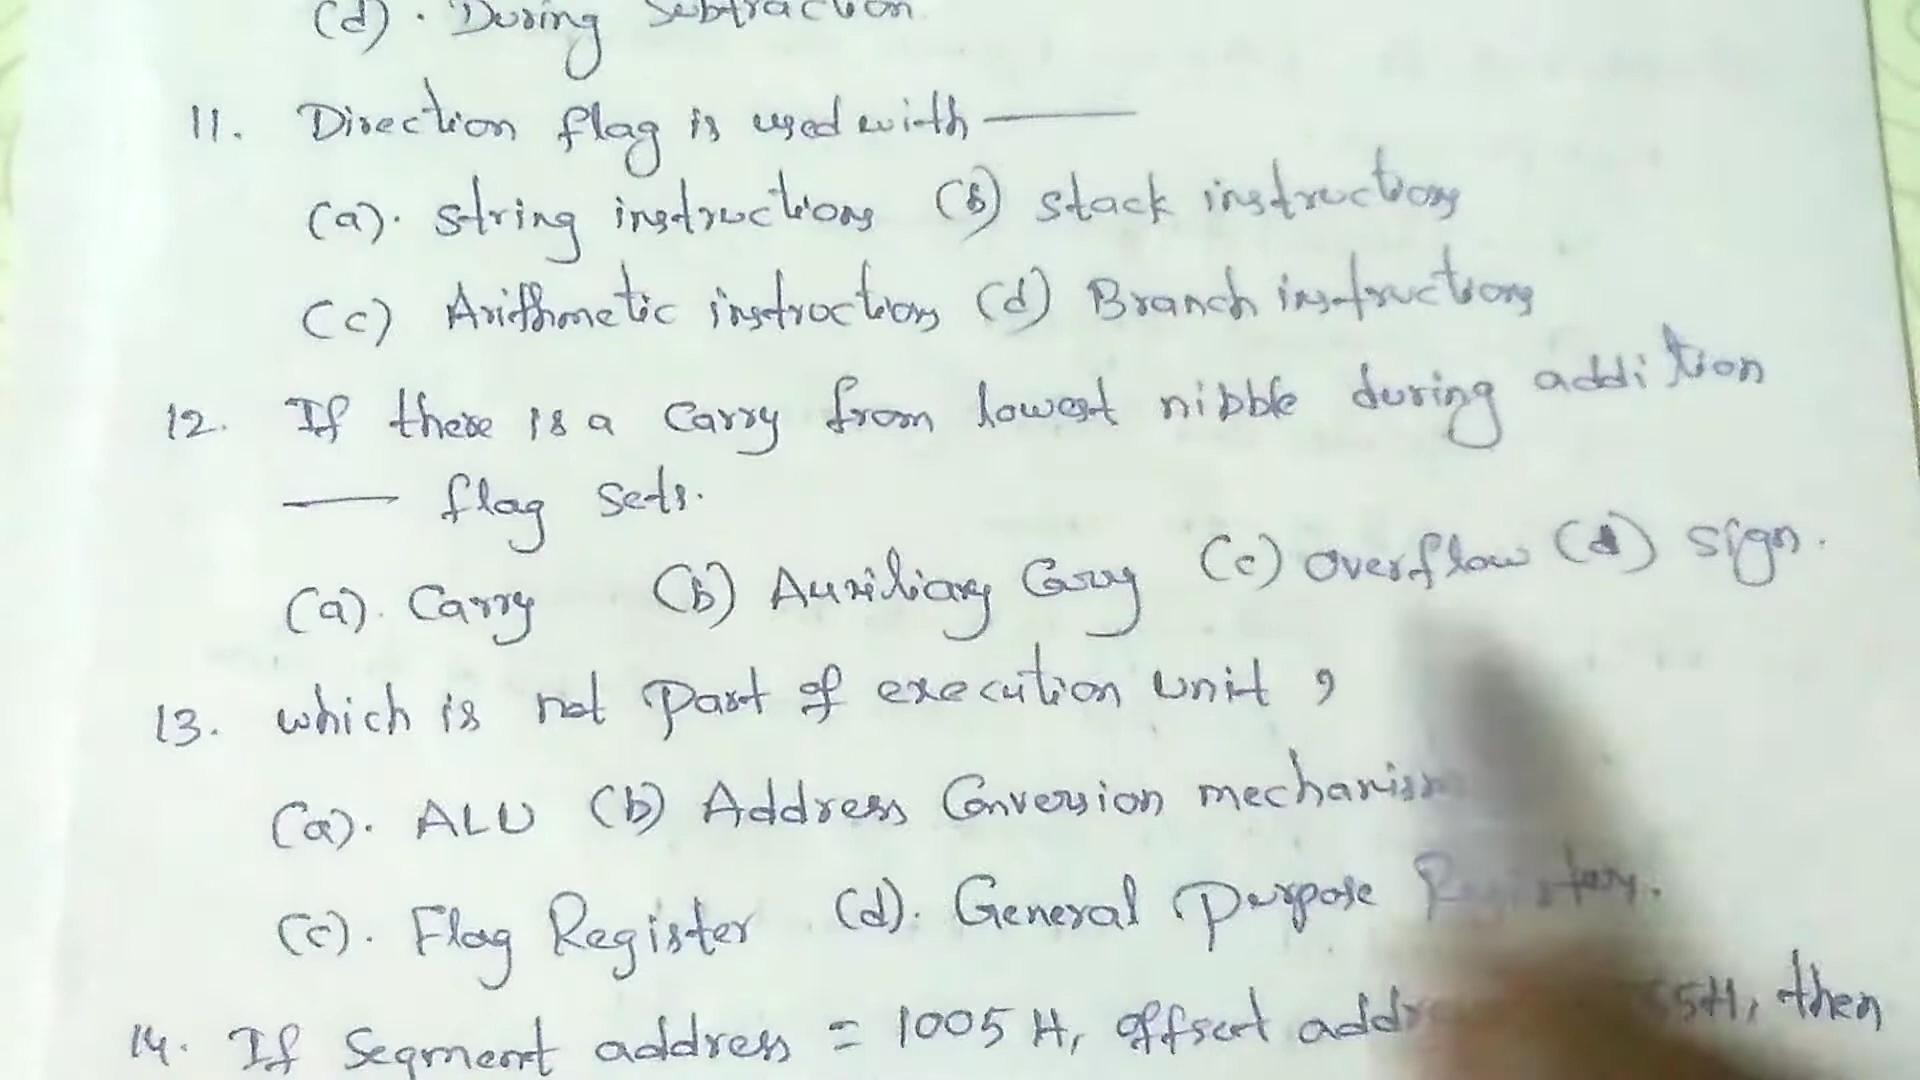 (d). During Subtraction
11. Direction flag is used with ——
(a). string instructions (b) stack instructions
(c) Arithmetic instructions (d) Branch instructions
12. If there is a Carry from lowest nibble during addition
—— flag sets.
(a). Carry (b) Auxiliary Carry (c) overflow (d) sign.
13. which is not part of execution unit ,
(a). ALU (b) Address Conversion mechanism
(c). Flag Register (d). General Purpose Registers.
14. If Segment address = 1005 H, offset 5H, then